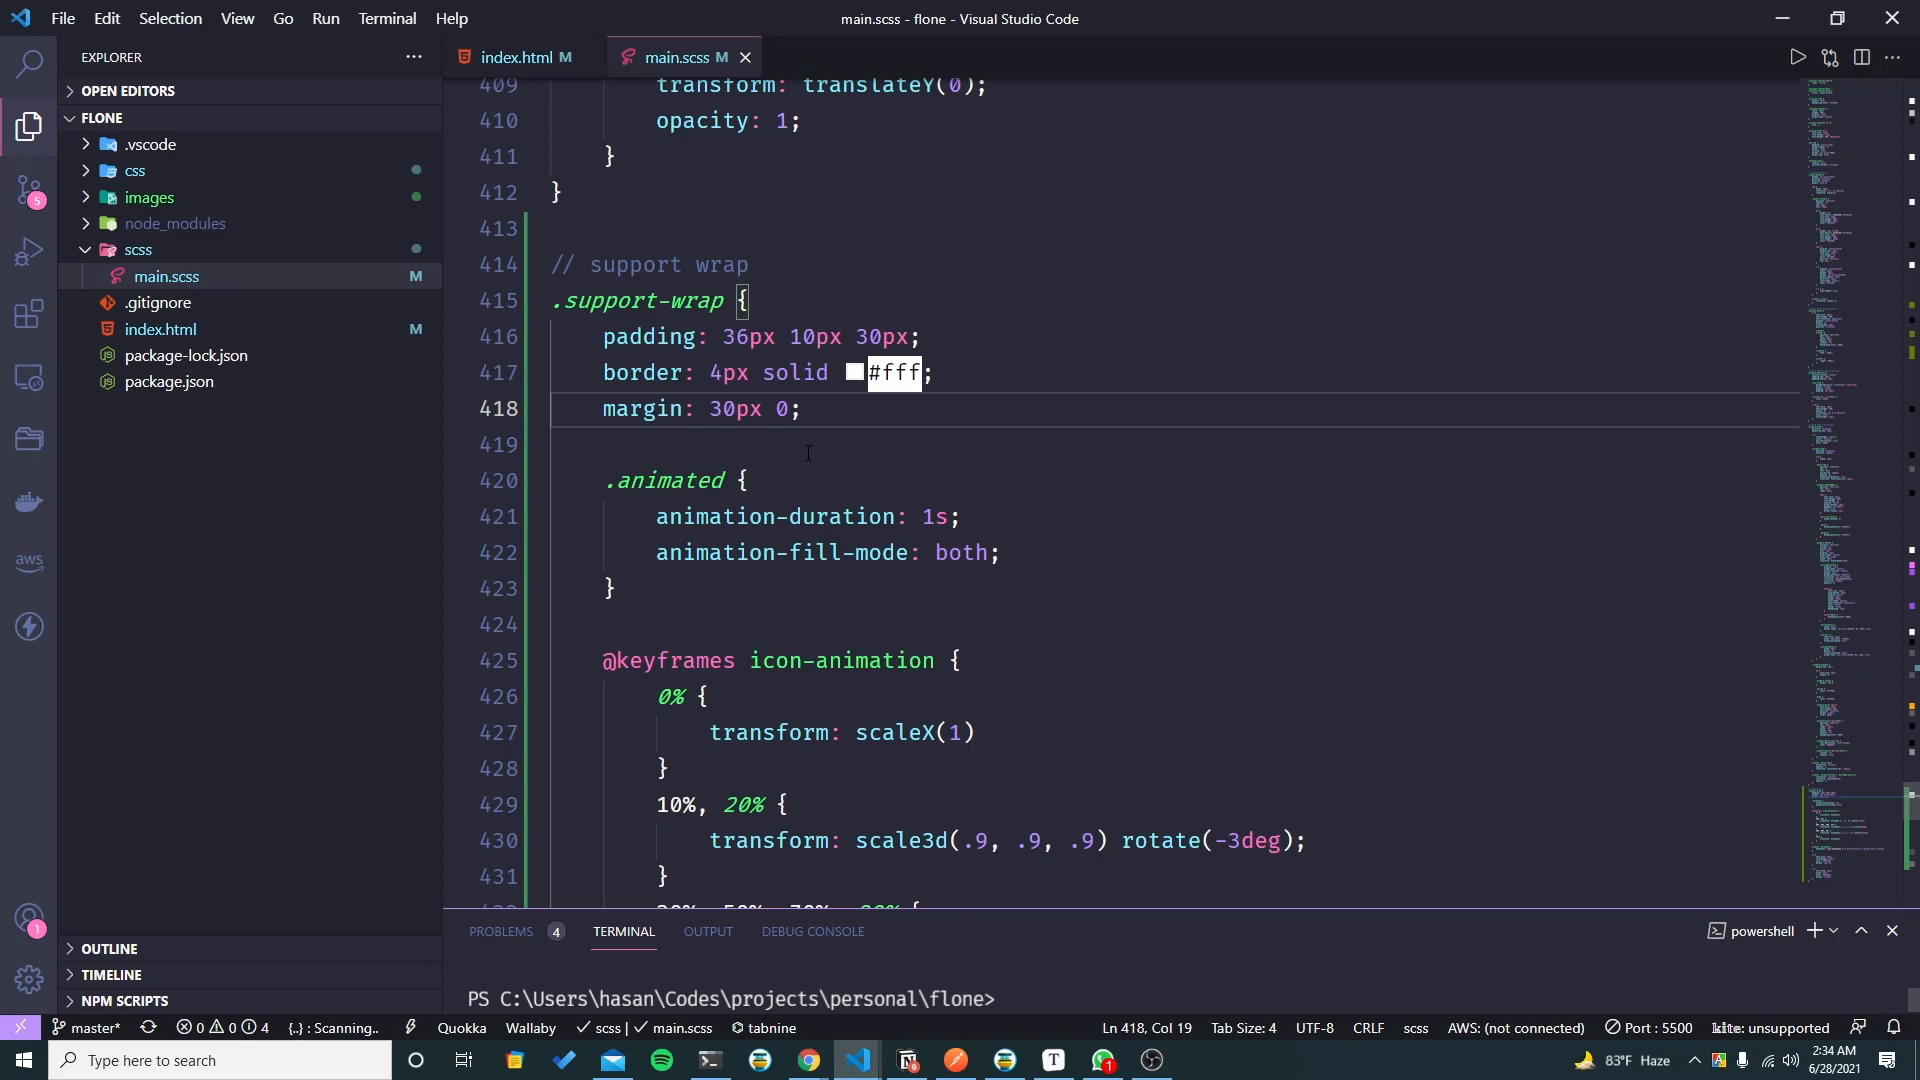 File Edit Selection View Go Run Terminal Help
main.scss - flone - Visual Studio Code
EXPLORER
index.html M
main.scss M
OPEN EDITORS
FLONE
.vscode
css
images
node_modules
scss
main.scss M
.gitignore
index.html M
package-lock.json
package.json
409 transform: translateY(0);
410 opacity: 1;
411 }
412 }
413
414 // support wrap
415 .support-wrap {
416 padding: 36px 10px 30px;
417 border: 4px solid #fff;
418 margin: 30px 0;
419
420 .animated {
421 animation-duration: 1s;
422 animation-fill-mode: both;
423 }
424
425 @keyframes icon-animation {
426 0% {
427 transform: scaleX(1)
428 }
429 10%, 20% {
430 transform: scale3d(.9, .9, .9) rotate(-3deg);
431 }
5
aws
1
OUTLINE
TIMELINE
NPM SCRIPTS
PROBLEMS 4 TERMINAL OUTPUT DEBUG CONSOLE
powershell
PS C:\Users\hasan\Codes\projects\personal\flone>
master* 0 0 4 {..} : Scanning.. Quokka Wallaby scss | main.scss tabnine
Ln 418, Col 19 Tab Size: 4 UTF-8 CRLF scss AWS: (not connected) Port : 5500 kite: unsupported
Type here to search
83°F Haze
2:34 AM
6/28/2021